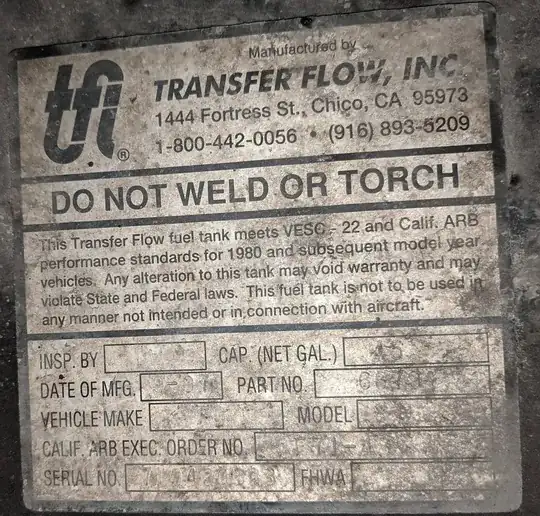 Manufactured by
tfi ® TRANSFER FLOW, INC.
1444 Fortress St., Chico, CA 95973
1-800-442-0056 • (916) 893-5209
DO NOT WELD OR TORCH
This Transfer Flow fuel tank meets VESC - 22 and Calif. ARB
performance standards for 1980 and subsequent model year
vehicles. Any alteration to this tank may void warranty and may
violate State and Federal laws. This fuel tank is not to be used in
any manner not intended or in connection with aircraft.
INSP. BY CAP. (NET GAL.)
DATE OF MFG. PART NO.
VEHICLE MAKE MODEL
CALIF. ARB EXEC. ORDER NO.
SERIAL NO. FHWA